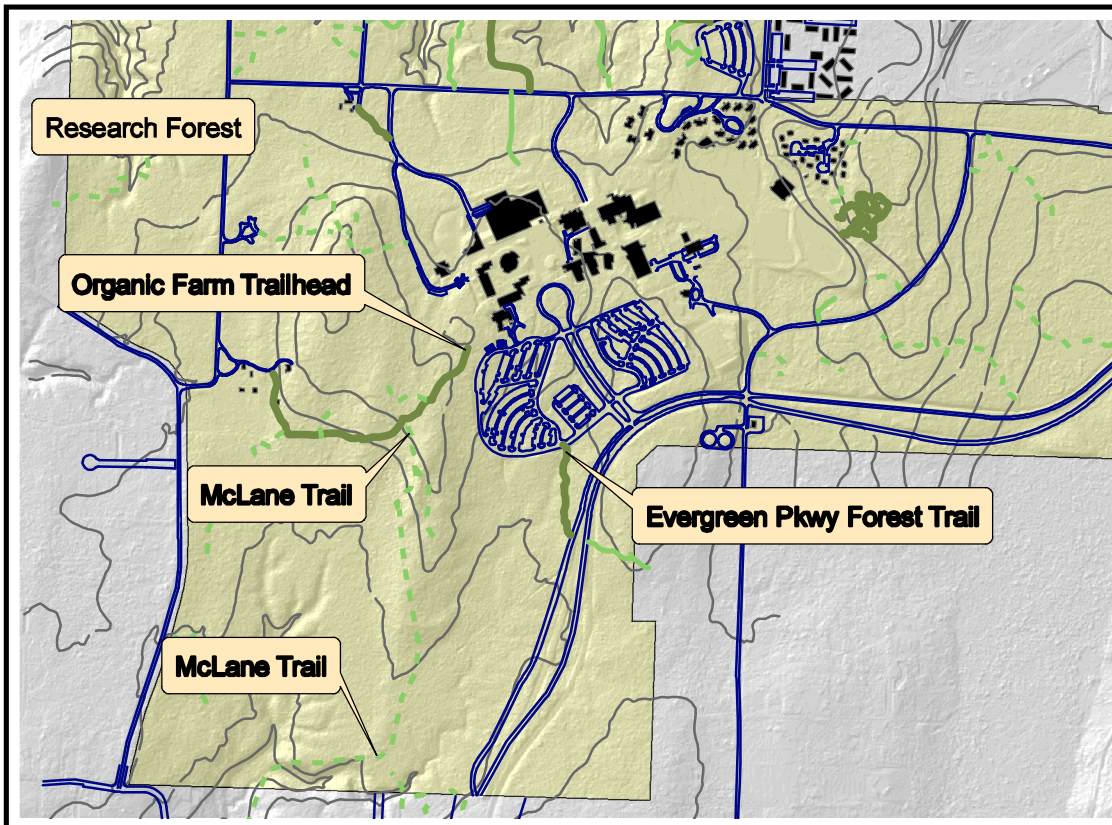 Research Forest
Organic Farm Trailhead
McLane Trail
Evergreen Pkwy Forest Trail
McLane Trail